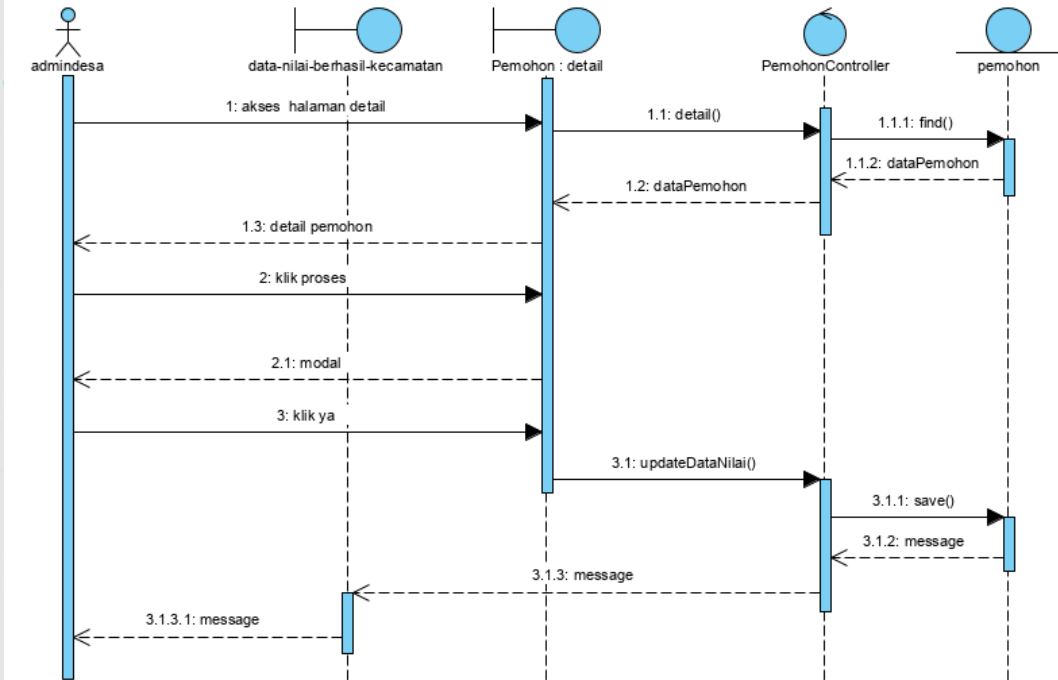 admindesa
data-nilai-berhasil-kecamatan
Pemohon : detail
PemohonController
pemohon
1: akses halaman detail
1.1: detail()
1.1.1: find()
1.1.2: dataPemohon
1.2: dataPemohon
1.3: detail pemohon
2: klik proses
2.1: modal
3: klik ya
3.1: updateDataNilai()
3.1.1: save()
3.1.2: message
3.1.3: message
3.1.3.1: message